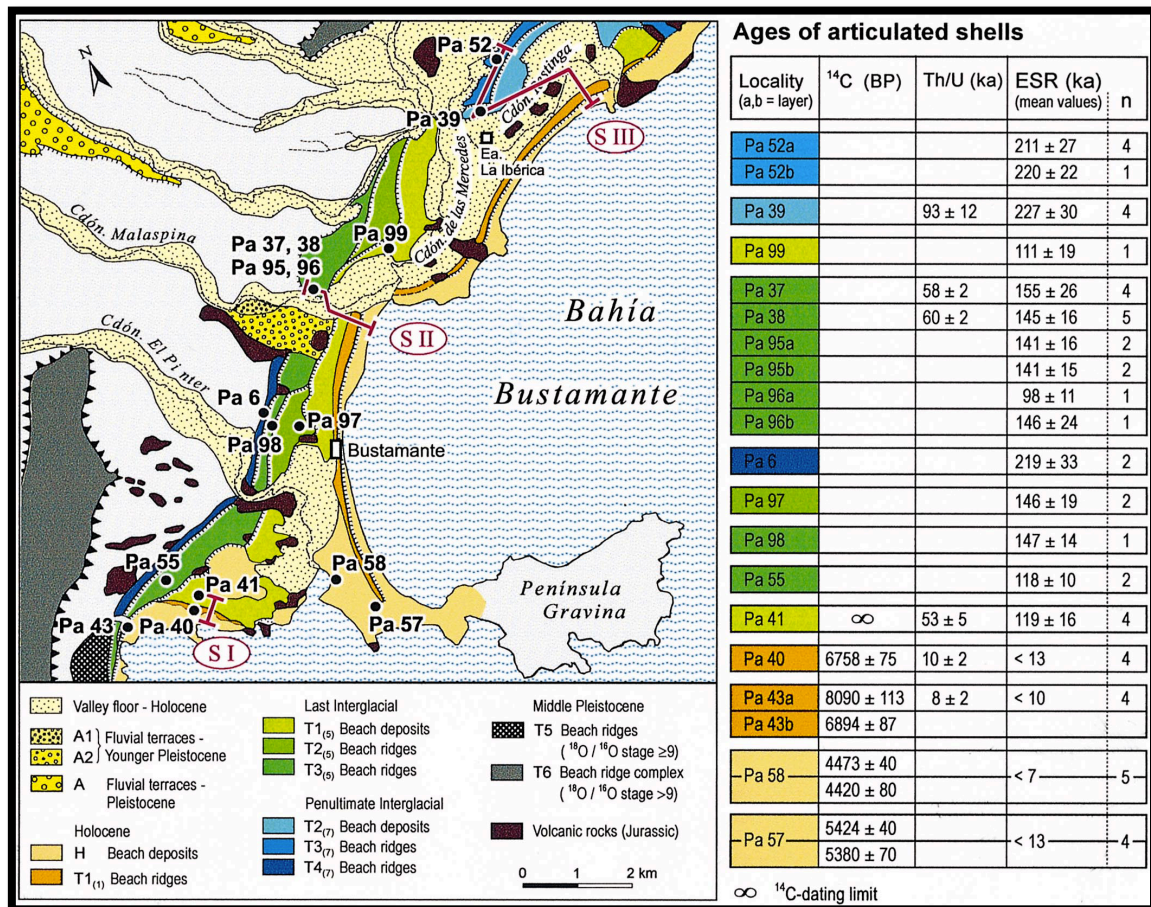 N
Pa 52
Cdón. Restinga
Pa 39
S III
Ea.
La Ibérica
Cdón. de las Mercedes
Cdón. Malaspina
Pa 37, 38
Pa 95, 96
Pa 99
Bahía
Bustamante
S II
Cdón. El Pinter
Pa 6
Pa 98
Pa 97
Bustamante
Pa 55
Pa 58
Pa 41
Península
Gravina
Pa 43
Pa 40
Pa 57
S I
Valley floor - Holocene
A1 } Fluvial terraces -
A2 } Younger Pleistocene
A Fluvial terraces -
Pleistocene
Holocene
H Beach deposits
T1(1) Beach ridges
Last Interglacial
T1(5) Beach deposits
T2(5) Beach ridges
T3(5) Beach ridges
Penultimate Interglacial
T2(7) Beach deposits
T3(7) Beach ridges
T4(7) Beach ridges
Middle Pleistocene
T5 Beach ridges
(18O / 16O stage ≥9)
T6 Beach ridge complex
(18O / 16O stage >9)
Volcanic rocks (Jurassic)
0 1 2 km
Ages of articulated shells
Locality 14C (BP) Th/U (ka) ESR (ka)
(a,b = layer) (mean values) n
Pa 52a 211 ± 27 4
Pa 52b 220 ± 22 1
Pa 39 93 ± 12 227 ± 30 4
Pa 99 111 ± 19 1
Pa 37 58 ± 2 155 ± 26 4
Pa 38 60 ± 2 145 ± 16 5
Pa 95a 141 ± 16 2
Pa 95b 141 ± 15 2
Pa 96a 98 ± 11 1
Pa 96b 146 ± 24 1
Pa 6 219 ± 33 2
Pa 97 146 ± 19 2
Pa 98 147 ± 14 1
Pa 55 118 ± 10 2
Pa 41 ∞ 53 ± 5 119 ± 16 4
Pa 40 6758 ± 75 10 ± 2 < 13 4
Pa 43a 8090 ± 113 8 ± 2 < 10 4
Pa 43b 6894 ± 87
Pa 58 4473 ± 40 < 7 5
4420 ± 80
Pa 57 5424 ± 40 < 13 4
5380 ± 70
∞ 14C-dating limit